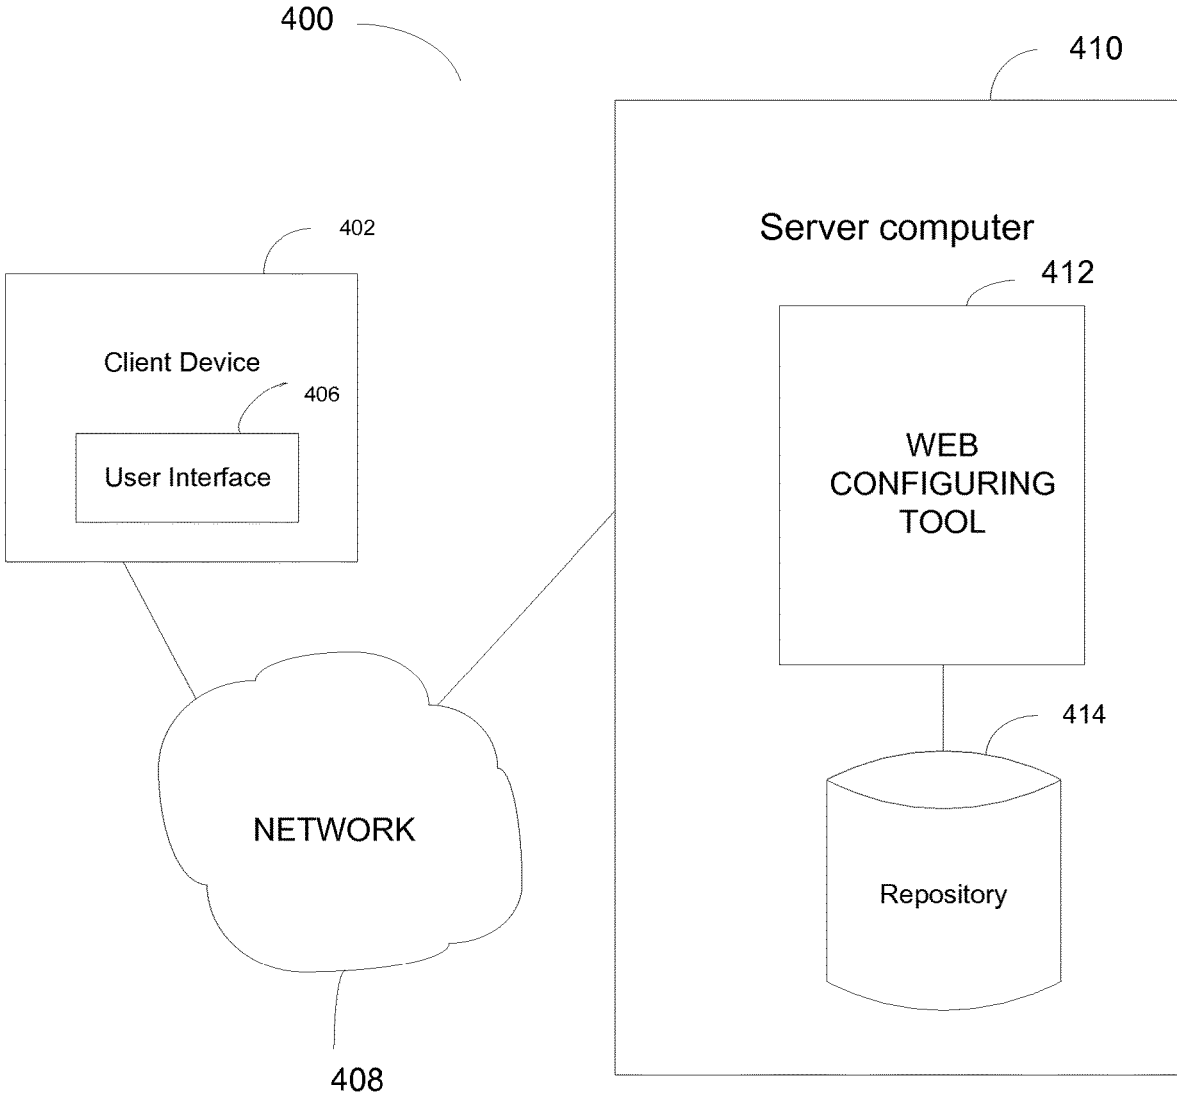 400
410
Server computer
402
412
Client Device
406
User Interface
WEB
CONFIGURING
TOOL
414
NETWORK
Repository
408